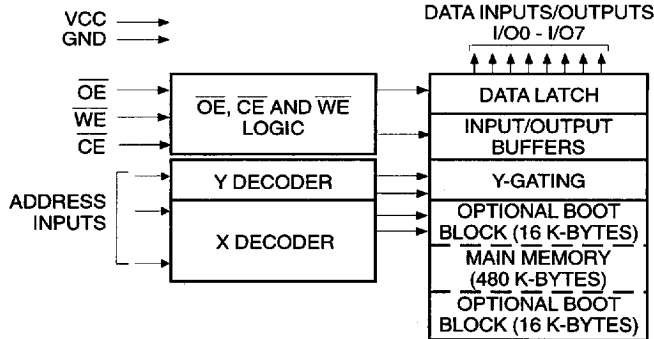 VCC
GND
DATA INPUTS/OUTPUTS
I/O0 - I/O7
OE
WE
CE
OE, CE AND WE
LOGIC
DATA LATCH
INPUT/OUTPUT
BUFFERS
ADDRESS
INPUTS
Y DECODER
X DECODER
Y-GATING
OPTIONAL BOOT
BLOCK (16 K-BYTES)
MAIN MEMORY
(480 K-BYTES)
OPTIONAL BOOT
BLOCK (16 K-BYTES)